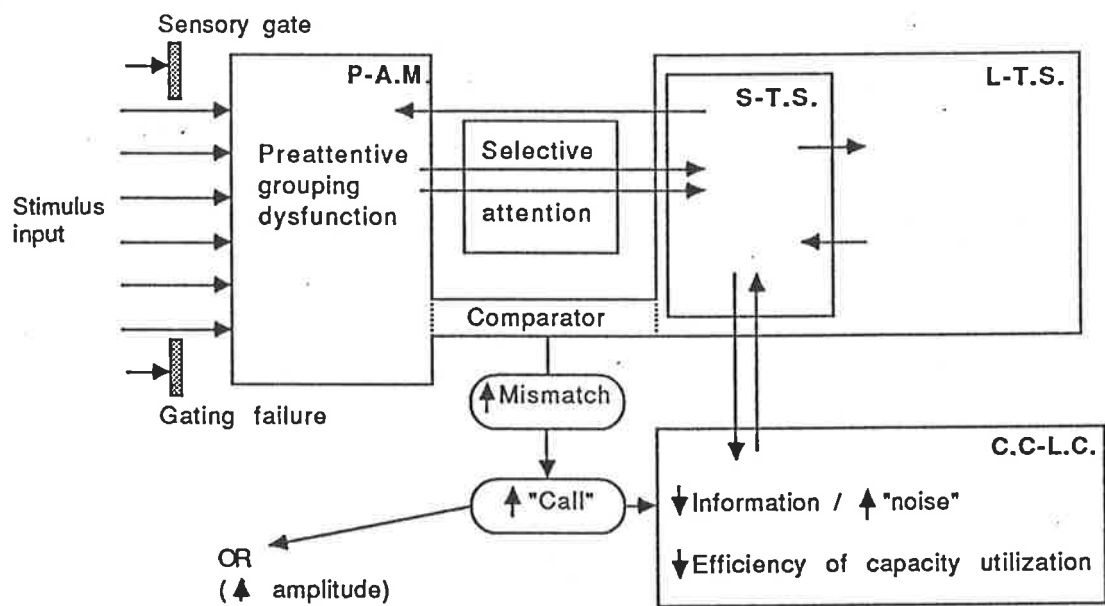 Sensory gate
P-A.M.
S-T.S.
L-T.S.
Preattentive
grouping
dysfunction
Selective
attention
Stimulus
input
Comparator
Gating failure
↑ Mismatch
C.C-L.C.
↑ "Call"
↓ Information / ↑ "noise"
OR
(↑ amplitude)
↓ Efficiency of capacity utilization